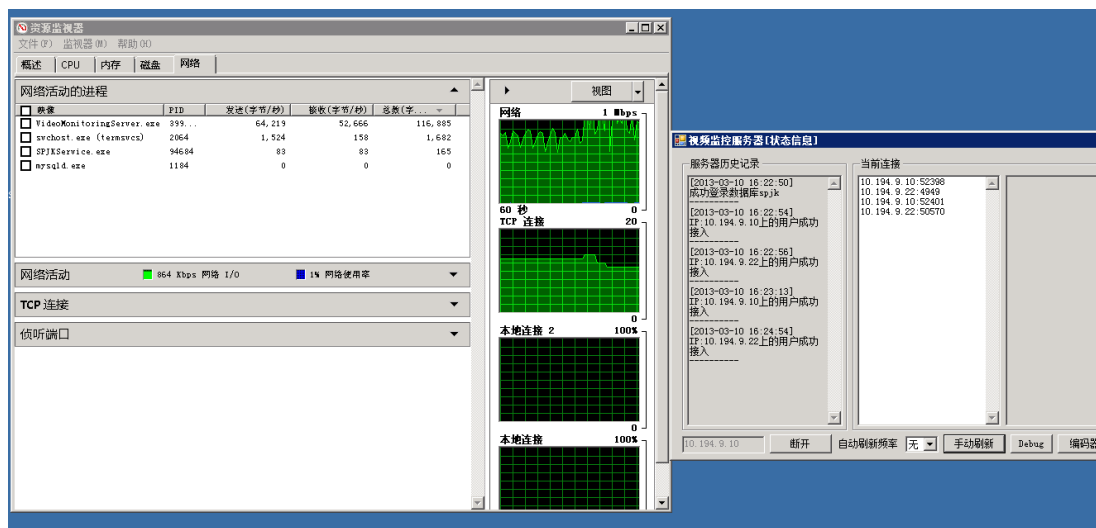 资源监视器
文件(F) 监视器(M) 帮助(H)
概述 CPU 内存 磁盘 网络
网络活动的进程
映像 PID 发送(字节/秒) 接收(字节/秒) 总数(字...
VideoMonitoringServer.exe 399... 64,219 52,666 116,885
svchost.exe (termsvcs) 2064 1,524 158 1,682
SPJKService.exe 94684 83 83 165
mysqld.exe 1184 0 0 0
网络活动 864 Kbps 网络 I/O 1% 网络使用率
TCP 连接
侦听端口
视图
网络 1 Mbps
60 秒 0
TCP 连接 20
0
本地连接 2 100%
0
本地连接 100%
视频监控服务器[状态信息]
服务器历史记录
[2013-03-10 16:22:50]
成功登录数据库spjk
----------
[2013-03-10 16:22:54]
IP:10.194.9.10上的用户成功
接入
----------
[2013-03-10 16:22:56]
IP:10.194.9.22上的用户成功
接入
----------
[2013-03-10 16:23:13]
IP:10.194.9.10上的用户成功
接入
----------
[2013-03-10 16:24:54]
IP:10.194.9.22上的用户成功
接入
----------
当前连接
10.194.9.10:52398
10.194.9.22:4949
10.194.9.10:52401
10.194.9.22:50570
10.194.9.10 断开 自动刷新频率 无 手动刷新 Debug 编码器